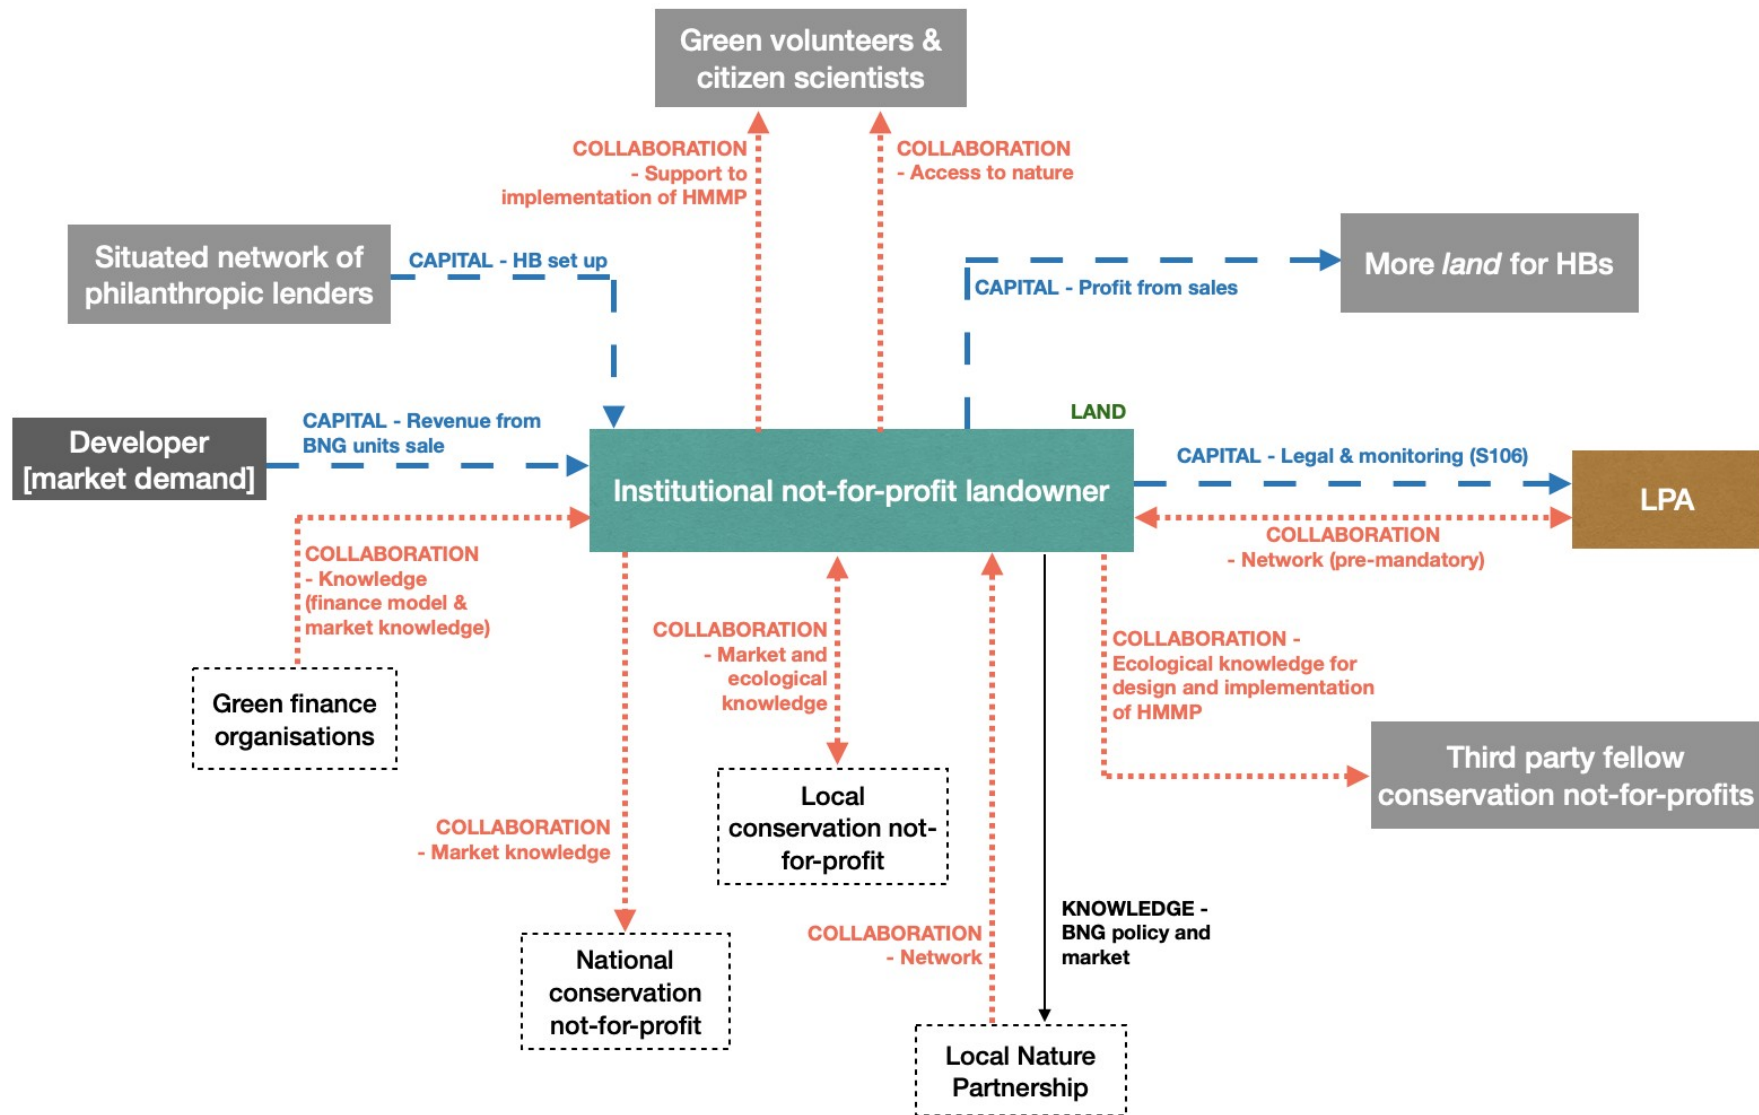 Green volunteers &
citizen scientists
COLLABORATION
- Support to
implementation of HMMP
COLLABORATION
- Access to nature
Situated network of
philanthropic lenders
CAPITAL - HB set up
More land for HBs
CAPITAL - Profit from sales
Developer
[market demand]
CAPITAL - Revenue from
BNG units sale
LAND
Institutional not-for-profit landowner
CAPITAL - Legal & monitoring (S106)
LPA
COLLABORATION
- Network (pre-mandatory)
COLLABORATION
- Knowledge
(finance model &
market knowledge)
Green finance
organisations
COLLABORATION
- Market and
ecological
knowledge
COLLABORATION -
Ecological knowledge for
design and implementation
of HMMP
Third party fellow
conservation not-for-profits
Local
conservation not-
for-profit
COLLABORATION
- Market knowledge
National
conservation
not-for-profit
COLLABORATION
- Network
KNOWLEDGE -
BNG policy and
market
Local Nature
Partnership